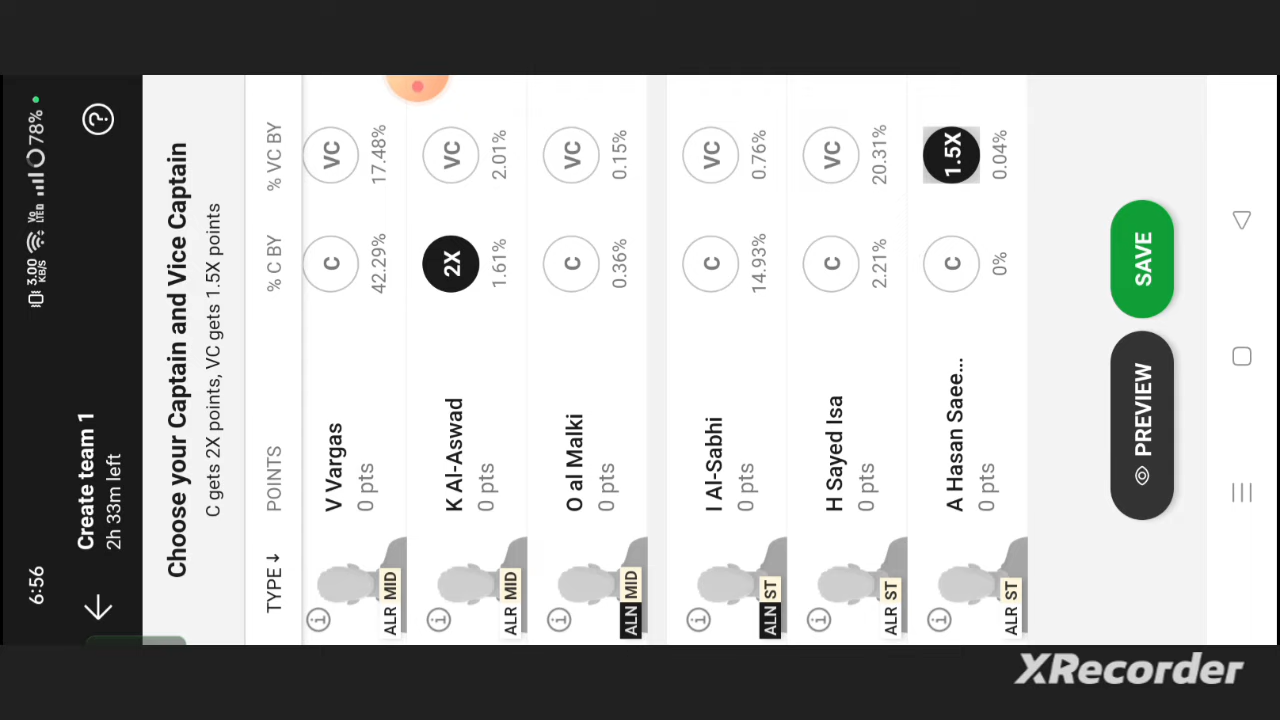 6:56
3.00 KB/S
Vo LTE
78%
Create team 1
2h 33m left
?
Choose your Captain and Vice Captain
C gets 2X points, VC gets 1.5X points
TYPE ↓ POINTS % C BY % VC BY
ALR MID
V Vargas
0 pts
C
42.29%
VC
17.48%
ALR MID
K Al-Aswad
0 pts
2X
1.61%
VC
2.01%
ALN MID
O al Malki
0 pts
C
0.36%
VC
0.15%
ALN ST
I Al-Sabhi
0 pts
C
14.93%
VC
0.76%
ALR ST
H Sayed Isa
0 pts
C
2.21%
VC
20.31%
ALR ST
A Hasan Saee...
0 pts
C
0%
1.5X
0.04%
PREVIEW
SAVE
XRecorder